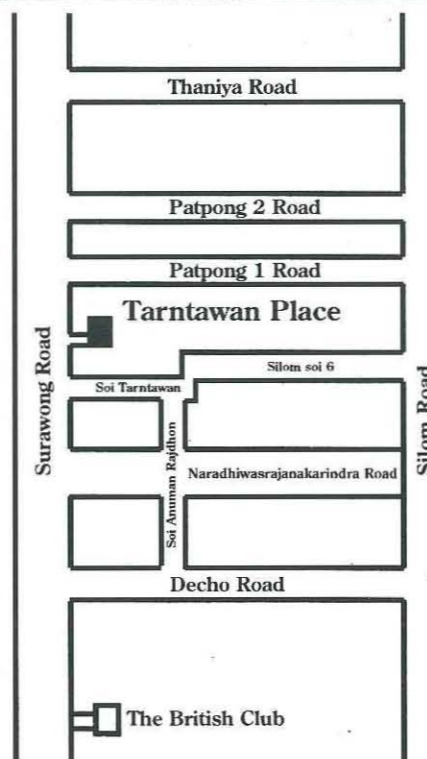 Thaniya Road
Patpong 2 Road
Patpong 1 Road
Tarntawan Place
Silom soi 6
Soi Tarntawan
Surawong Road
Silom Road
Soi Anuman Rajdhon
Naradhiwasrajanakarindra Road
Decho Road
The British Club